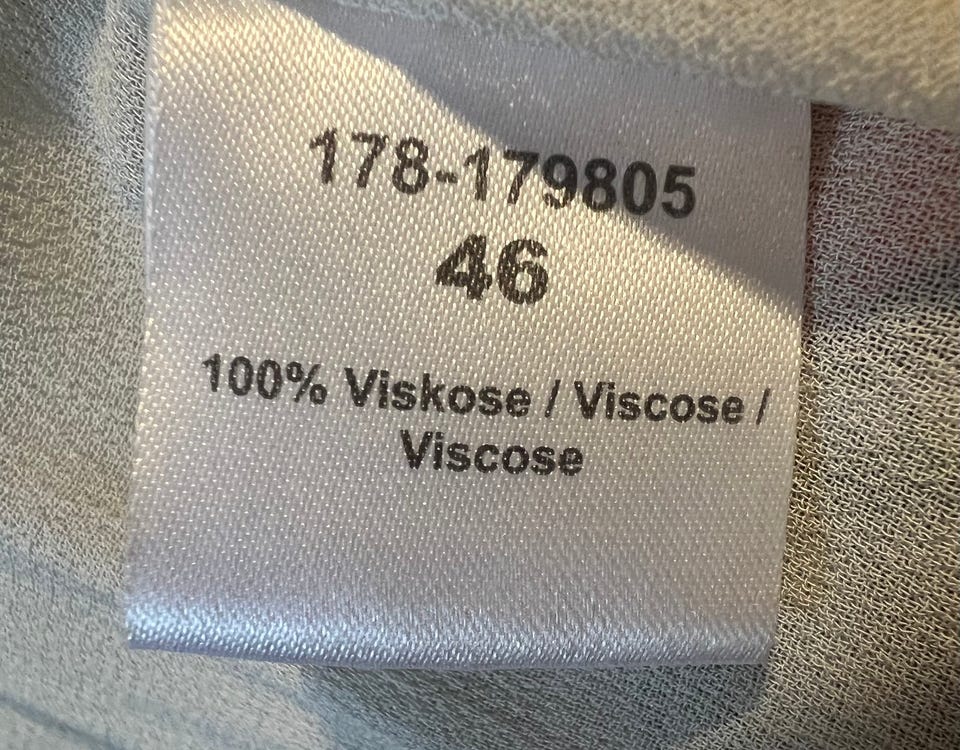 178-179805
46
100% Viskose / Viscose /
Viscose